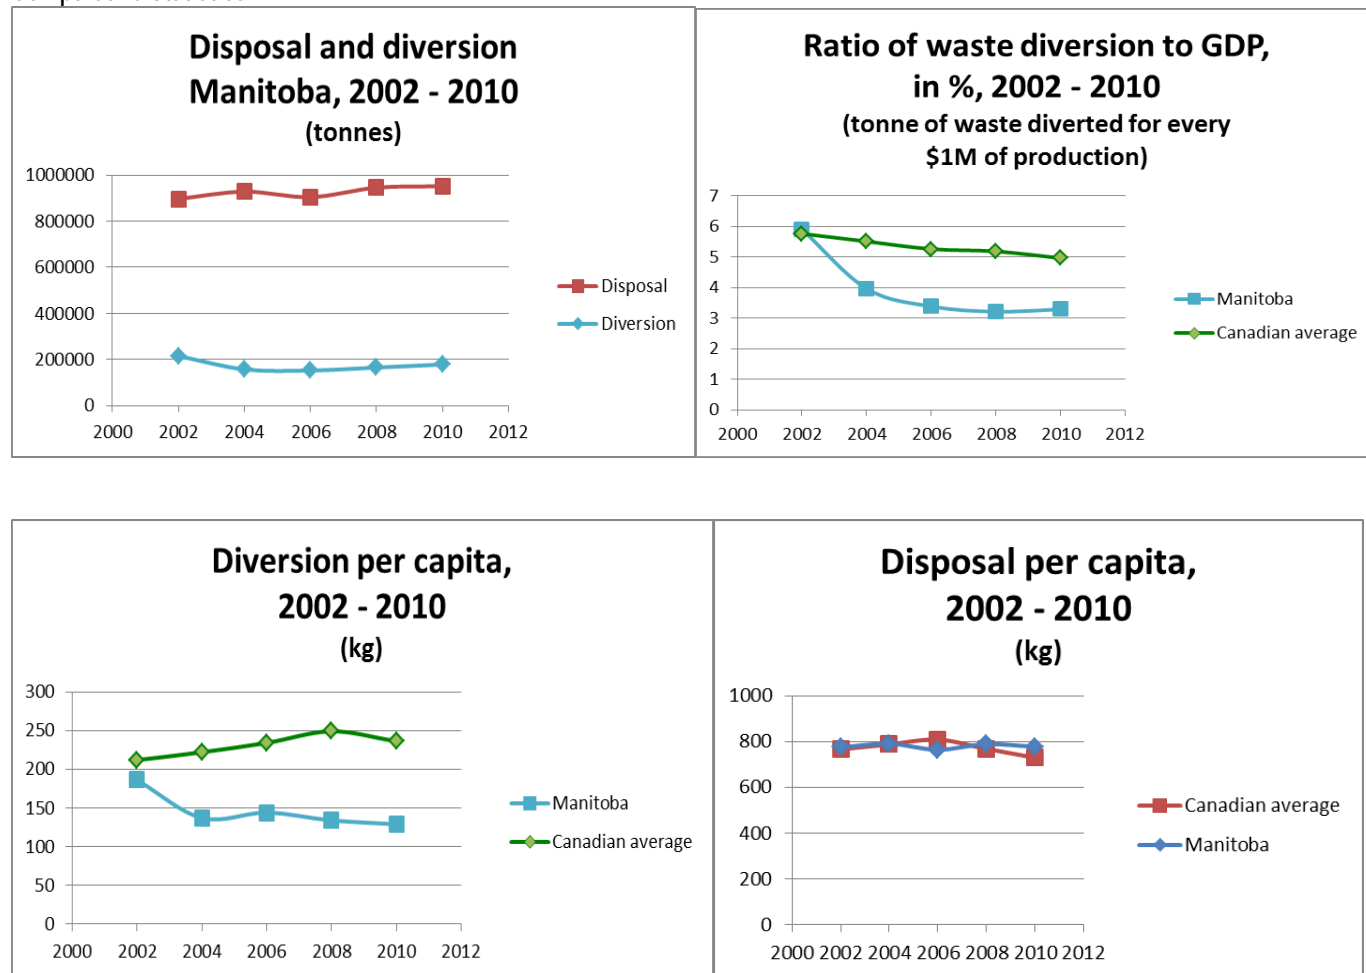 Disposal and diversion
Manitoba, 2002 - 2010
(tonnes)
1000000
800000
600000
400000
200000
0
2000 2002 2004 2006 2008 2010 2012
Disposal
Diversion
Ratio of waste diversion to GDP,
in %, 2002 - 2010
(tonne of waste diverted for every
$1M of production)
7
6
5
4
3
2
1
0
2000 2002 2004 2006 2008 2010 2012
Manitoba
Canadian average
Diversion per capita,
2002 - 2010
(kg)
300
250
200
150
100
50
0
2000 2002 2004 2006 2008 2010 2012
Manitoba
Canadian average
Disposal per capita,
2002 - 2010
(kg)
1000
800
600
400
200
0
2000 2002 2004 2006 2008 2010 2012
Canadian average
Manitoba